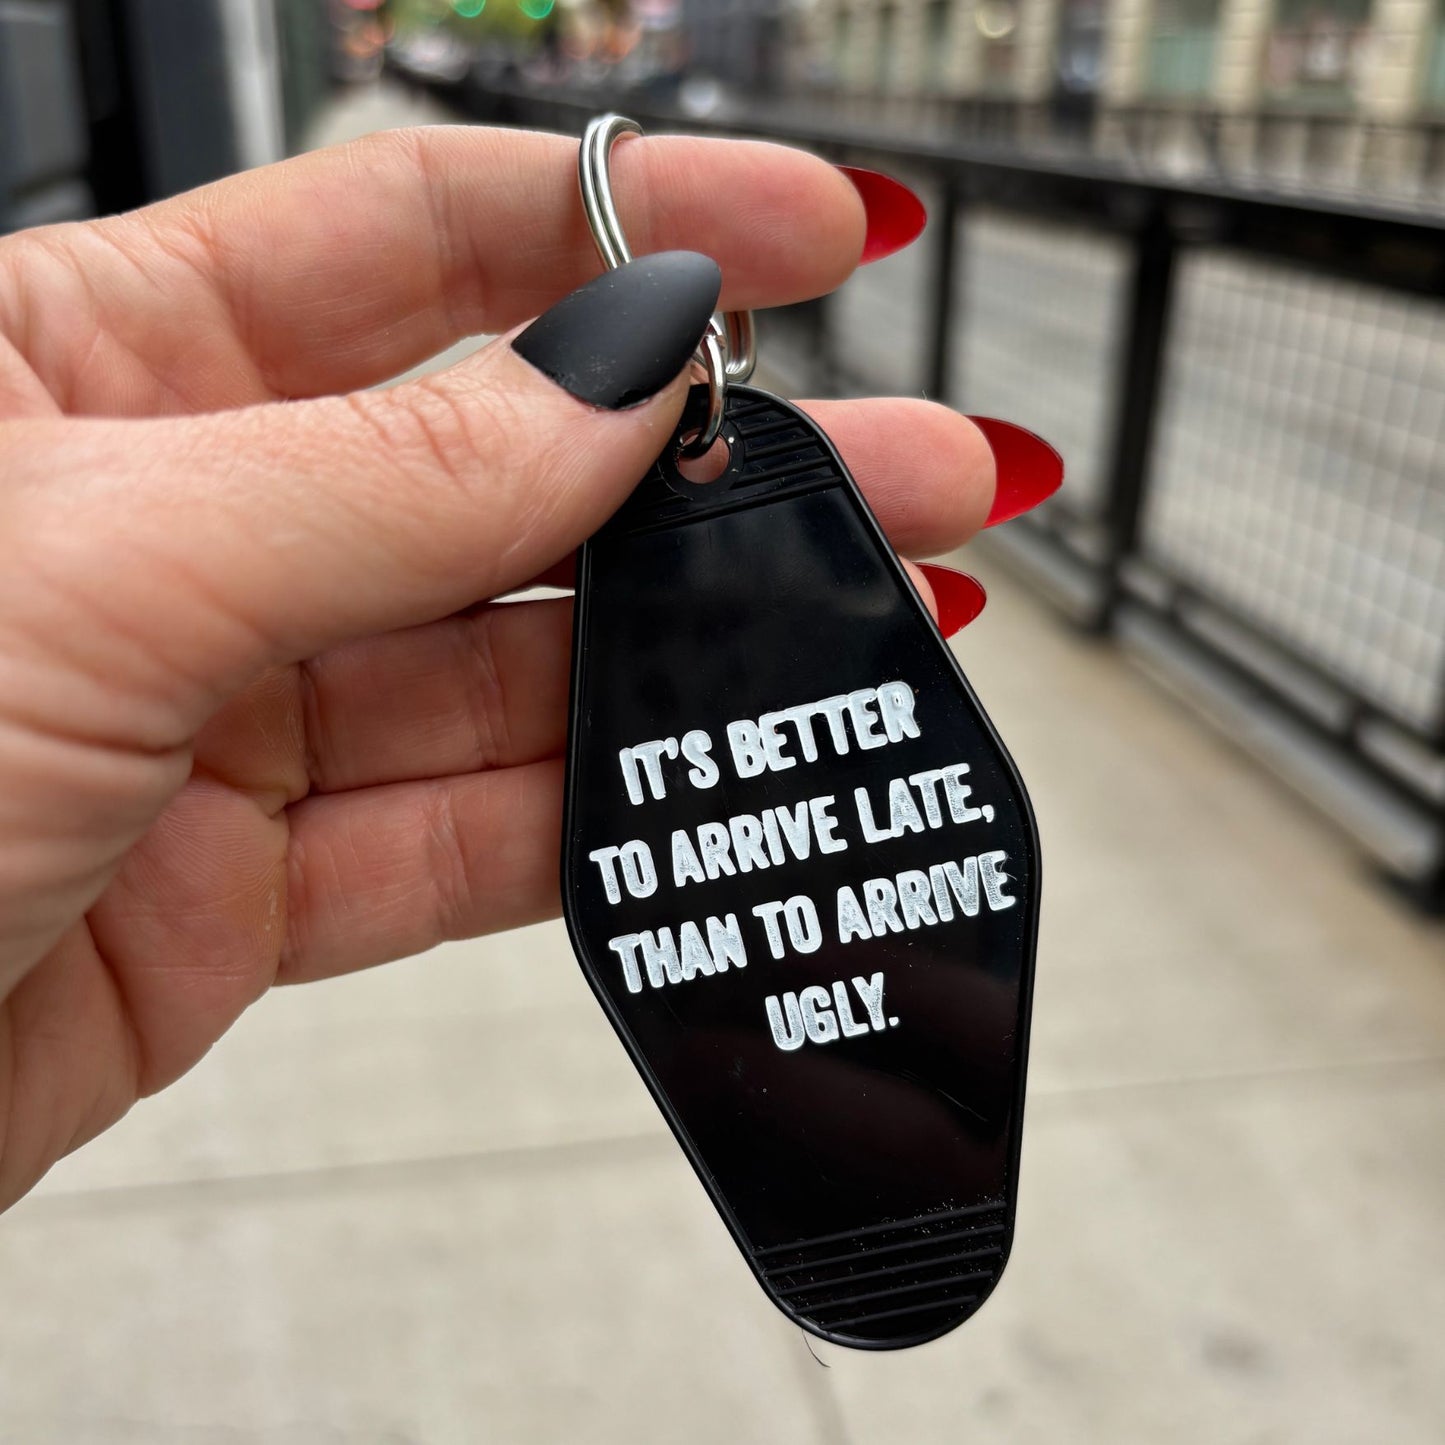 IT'S BETTER
TO ARRIVE LATE,
THAN TO ARRIVE
UGLY.